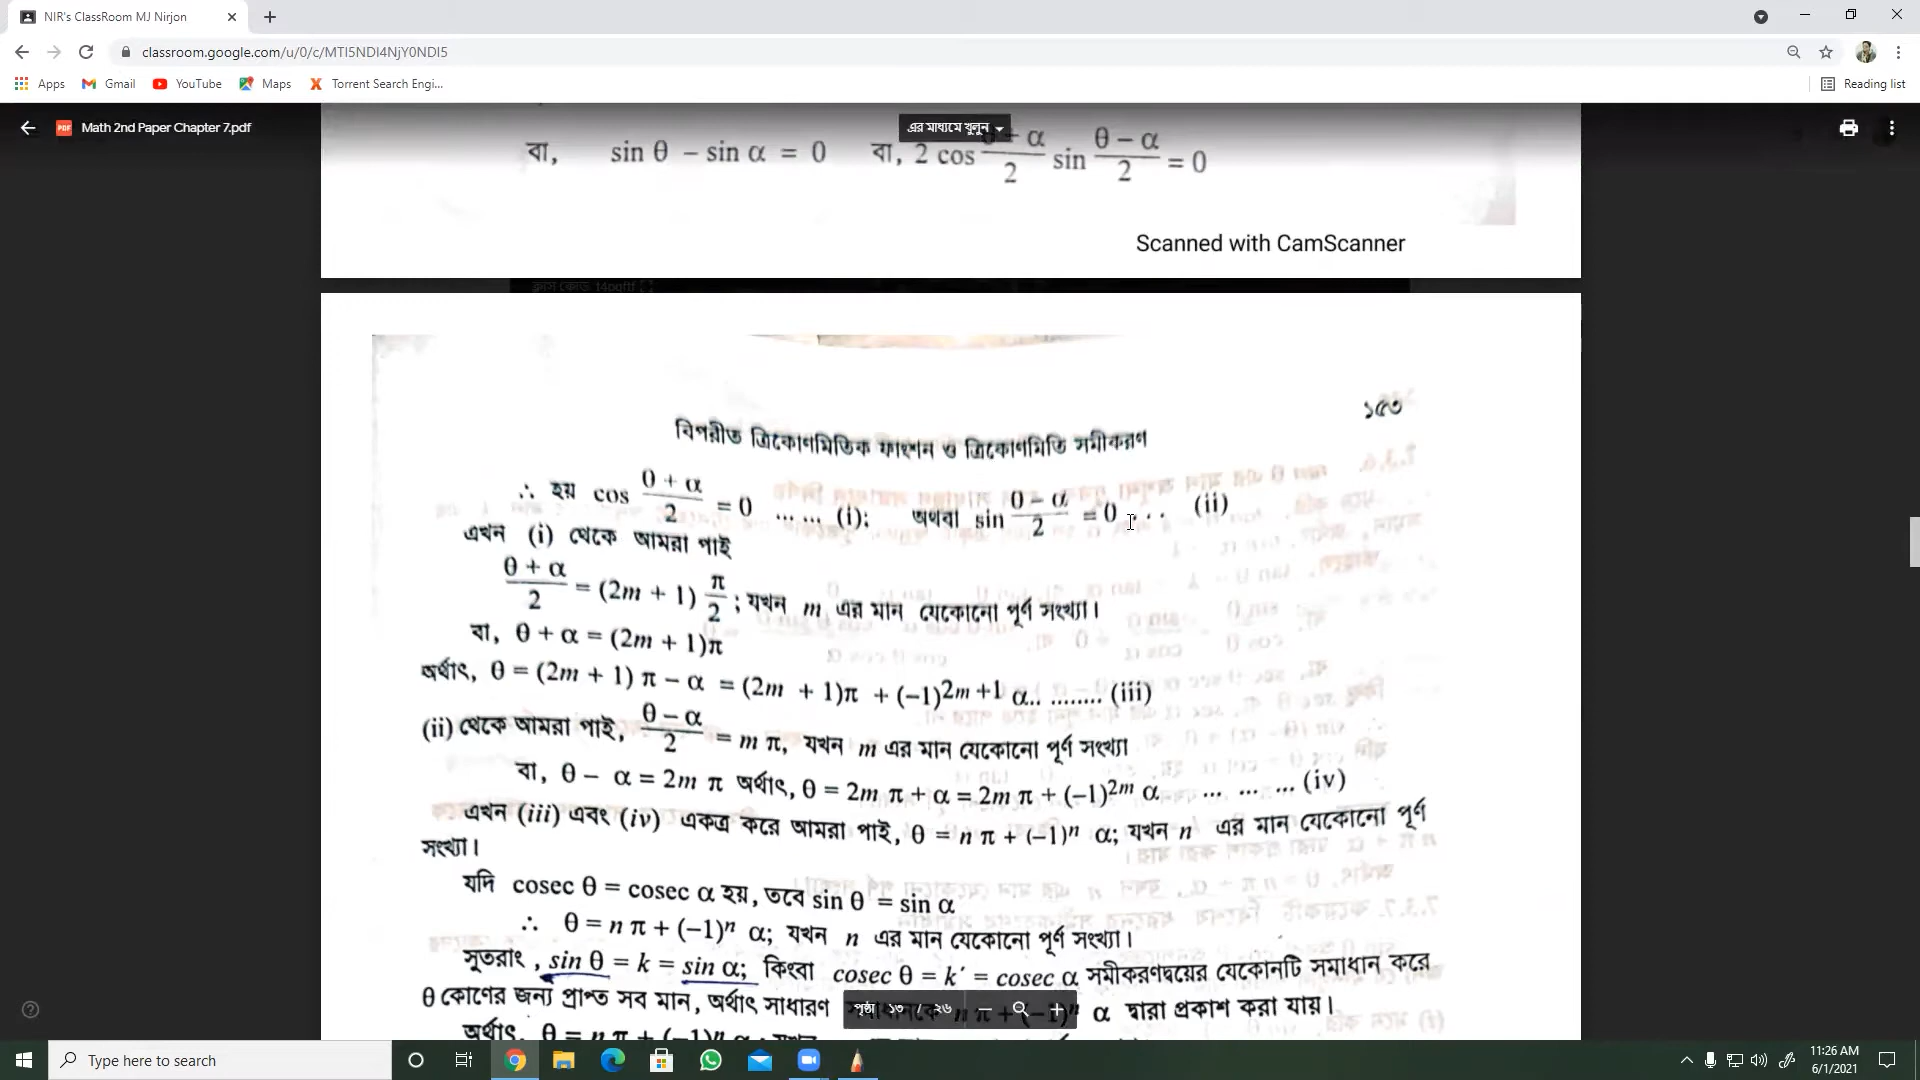 NIR's ClassRoom MJ Nirjon
classroom.google.com/u/0/c/MTI5NDI4NjY0NDI5
Apps Gmail YouTube Maps Torrent Search Engi... Reading list
Math 2nd Paper Chapter 7.pdf
এর মাধ্যমে খুলুন
বা, sin θ − sin α = 0 বা, 2 cos (θ + α)/2 sin (θ − α)/2 = 0
Scanned with CamScanner
১৫৩
বিপরীত ত্রিকোণমিতিক ফাংশন ও ত্রিকোণমিতি সমীকরণ
∴ হয় cos (θ + α)/2 = 0 ... ... (i); অথবা sin (θ − α)/2 = 0 ... (ii)
এখন (i) থেকে আমরা পাই
(θ + α)/2 = (2m + 1) π/2 ; যখন m এর মান যেকোনো পূর্ণ সংখ্যা।
বা, θ + α = (2m + 1)π
অর্থাৎ, θ = (2m + 1) π − α = (2m + 1)π + (−1)^2m+1 α.. ........ (iii)
(ii) থেকে আমরা পাই, (θ − α)/2 = m π, যখন m এর মান যেকোনো পূর্ণ সংখ্যা
বা, θ − α = 2m π অর্থাৎ, θ = 2m π + α = 2m π + (−1)^2m α ... ... ... (iv)
এখন (iii) এবং (iv) একত্র করে আমরা পাই, θ = n π + (−1)^n α; যখন n এর মান যেকোনো পূর্ণ
সংখ্যা।
যদি cosec θ = cosec α হয়, তবে sin θ = sin α
∴ θ = n π + (−1)^n α; যখন n এর মান যেকোনো পূর্ণ সংখ্যা।
সুতরাং, sin θ = k = sin α; কিংবা cosec θ = k′ = cosec α সমীকরণদ্বয়ের যেকোনটি সমাধান করে
θ কোণের জন্য প্রাপ্ত সব মান, অর্থাৎ সাধারণ সমাধানকে n π + (−1)^n α দ্বারা প্রকাশ করা যায়।
পৃষ্ঠা ১৩ / ২৬
অর্থাৎ, θ = n π + (−1)^n α ; যখন
Type here to search
11:26 AM
6/1/2021